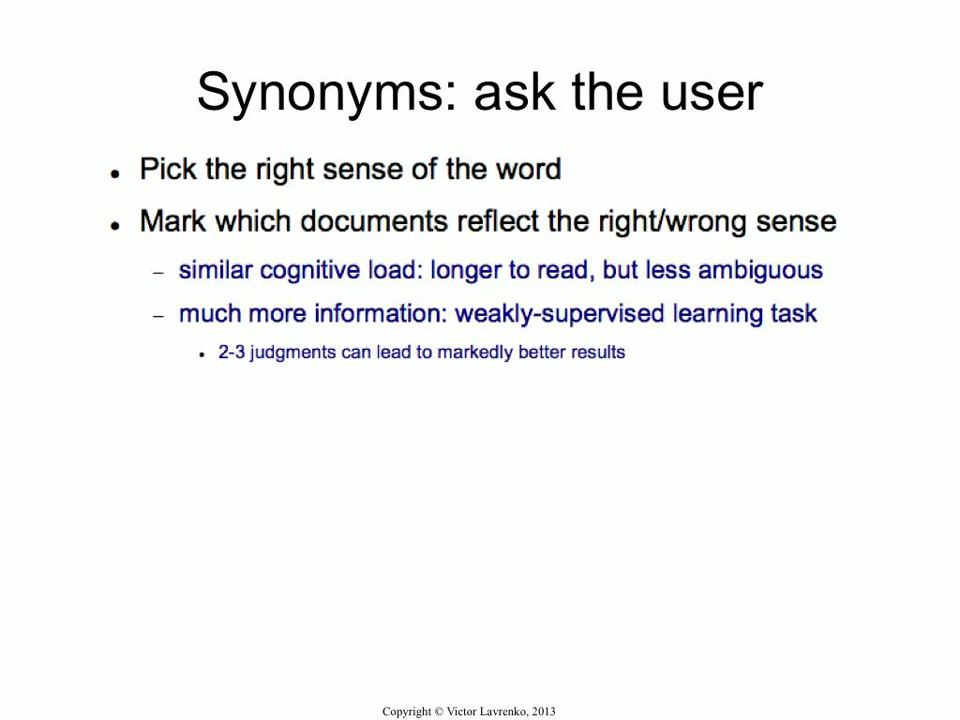 Synonyms: ask the user
• Pick the right sense of the word
• Mark which documents reflect the right/wrong sense
– similar cognitive load: longer to read, but less ambiguous
– much more information: weakly-supervised learning task
• 2-3 judgments can lead to markedly better results
Copyright © Victor Lavrenko, 2013